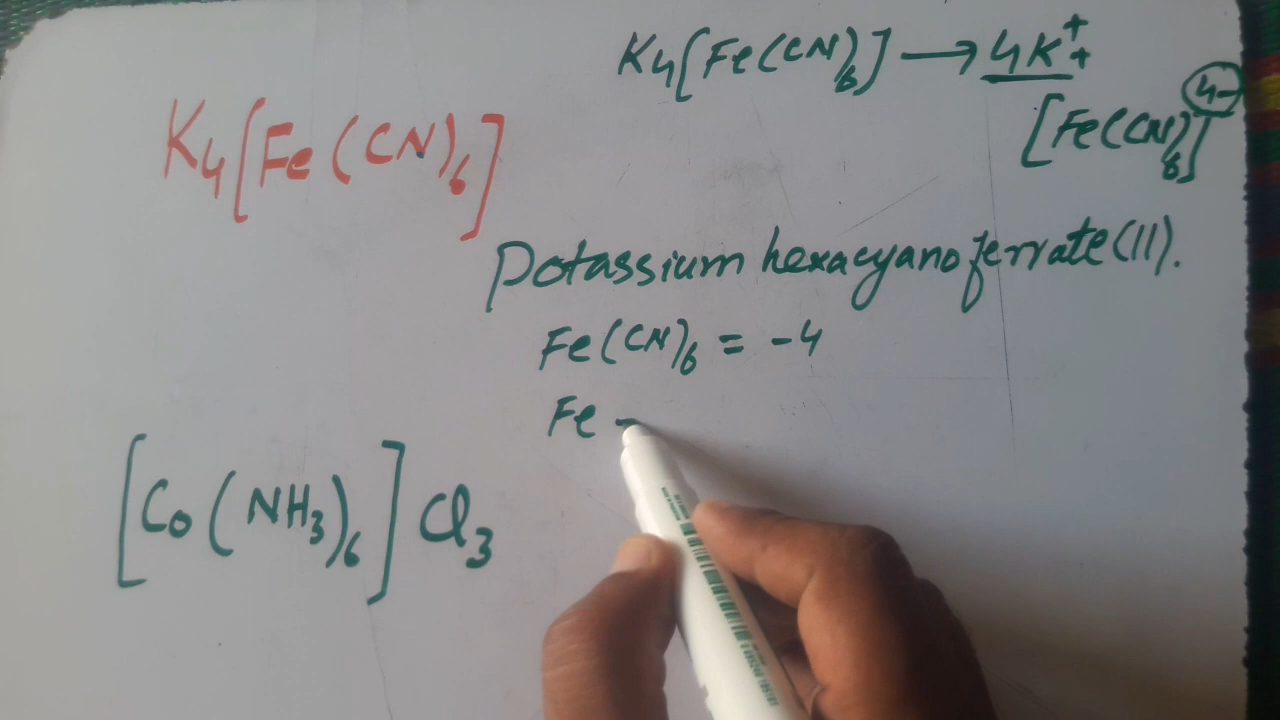 K4[Fe(CN)6] → 4K+ +
[Fe(CN)6]4-
K4[Fe(CN)6]
Potassium hexacyanoferrate(II).
Fe(CN)6 = -4
Fe -
[Co(NH3)6]Cl3